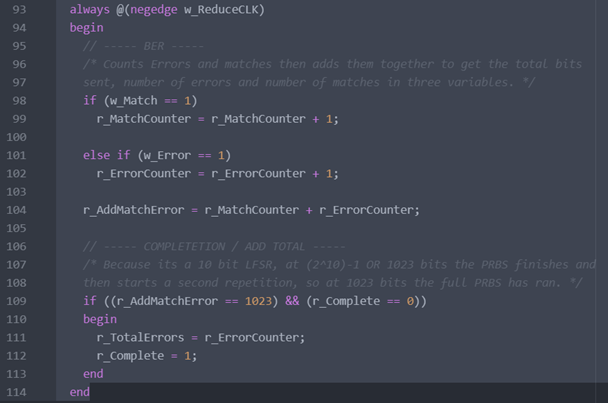 93 always @(negedge w_ReduceCLK)
94 begin
95 // ----- BER -----
96 /* Counts Errors and matches then adds them together to get the total bits
97 sent, number of errors and number of matches in three variables. */
98 if (w_Match == 1)
99 r_MatchCounter = r_MatchCounter + 1;
100
101 else if (w_Error == 1)
102 r_ErrorCounter = r_ErrorCounter + 1;
103
104 r_AddMatchError = r_MatchCounter + r_ErrorCounter;
105
106 // ----- COMPLETETION / ADD TOTAL -----
107 /* Because its a 10 bit LFSR, at (2^10)-1 OR 1023 bits the PRBS finishes and
108 then starts a second repetition, so at 1023 bits the full PRBS has ran. */
109 if ((r_AddMatchError == 1023) && (r_Complete == 0))
110 begin
111 r_TotalErrors = r_ErrorCounter;
112 r_Complete = 1;
113 end
114 end